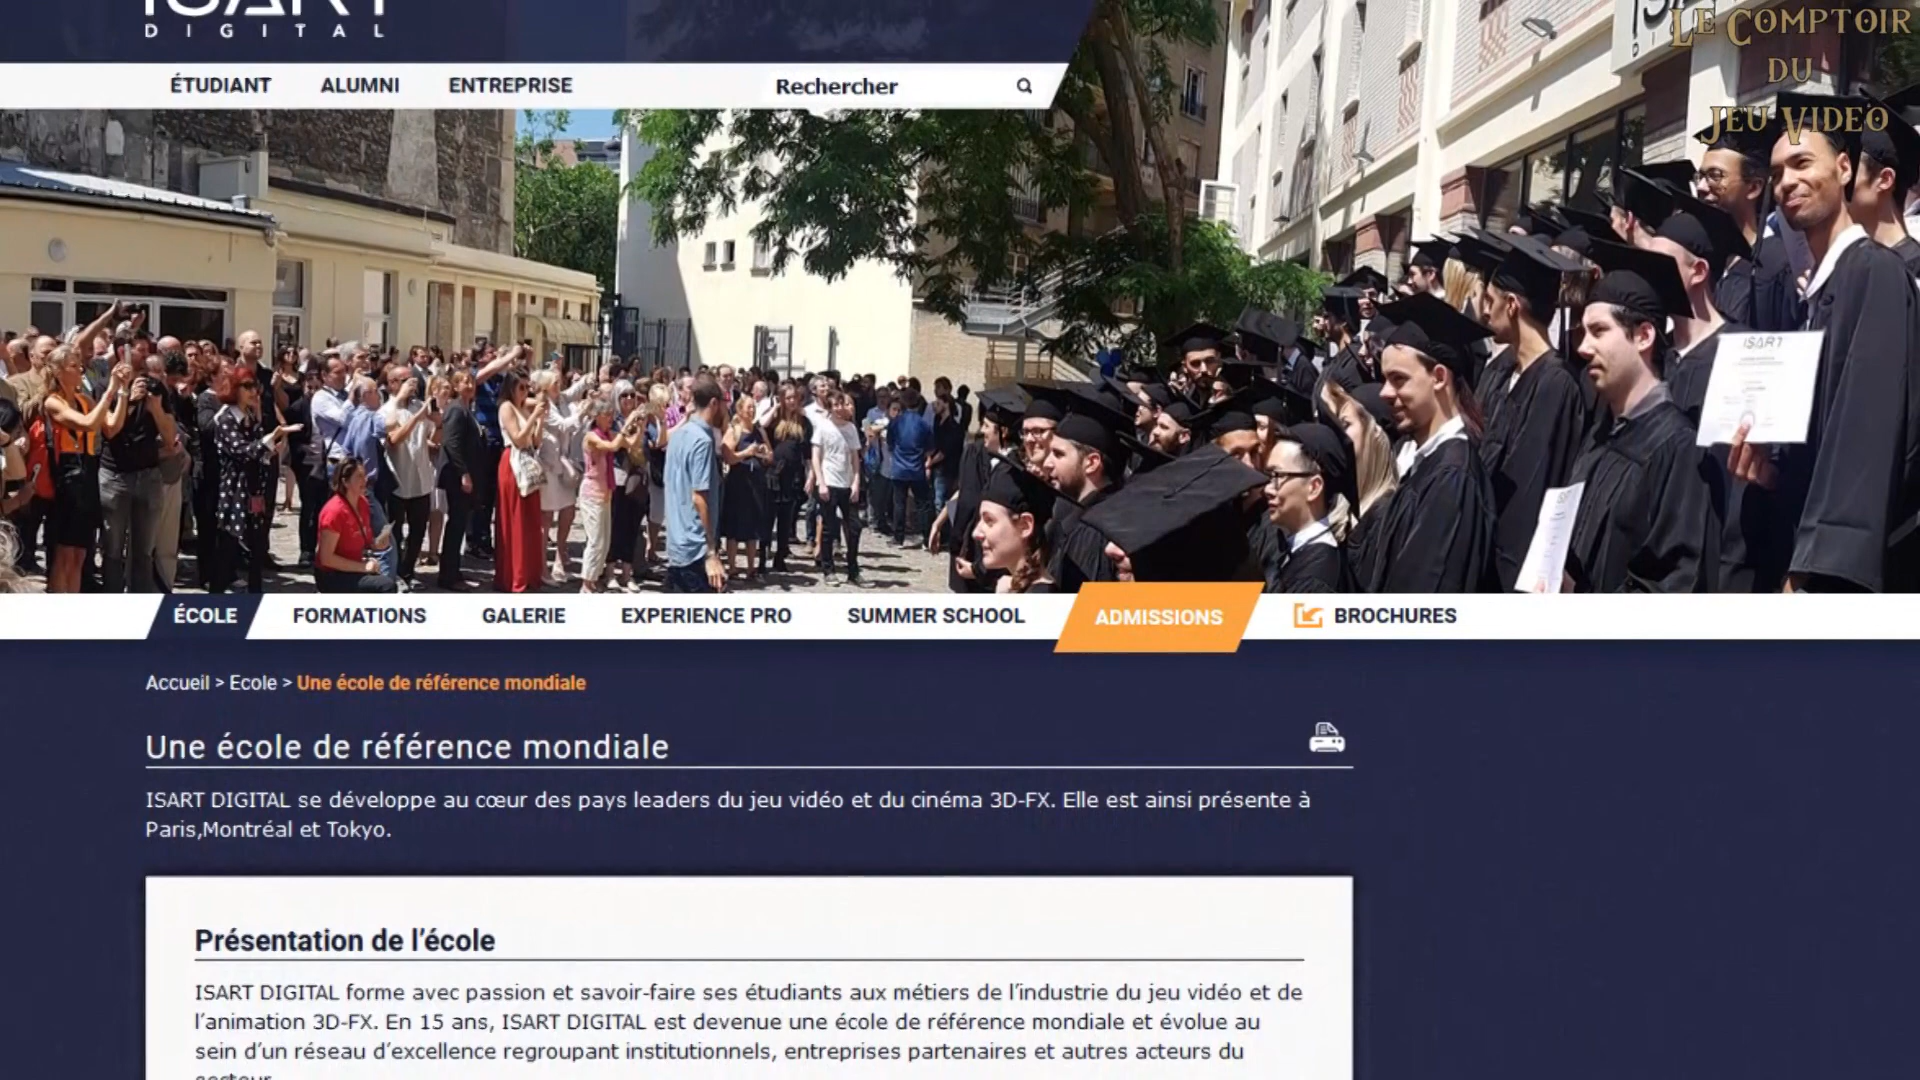 ISART
DIGITAL
LE COMPTOIR
DU
JEU VIDEO
ÉTUDIANT ALUMNI ENTREPRISE Rechercher
ISART
ÉCOLE FORMATIONS GALERIE EXPERIENCE PRO SUMMER SCHOOL ADMISSIONS BROCHURES
Accueil > Ecole > Une école de référence mondiale
Une école de référence mondiale
ISART DIGITAL se développe au cœur des pays leaders du jeu vidéo et du cinéma 3D-FX. Elle est ainsi présente à
Paris,Montréal et Tokyo.
Présentation de l'école
ISART DIGITAL forme avec passion et savoir-faire ses étudiants aux métiers de l'industrie du jeu vidéo et de
l'animation 3D-FX. En 15 ans, ISART DIGITAL est devenue une école de référence mondiale et évolue au
sein d'un réseau d'excellence regroupant institutionnels, entreprises partenaires et autres acteurs du
secteur.